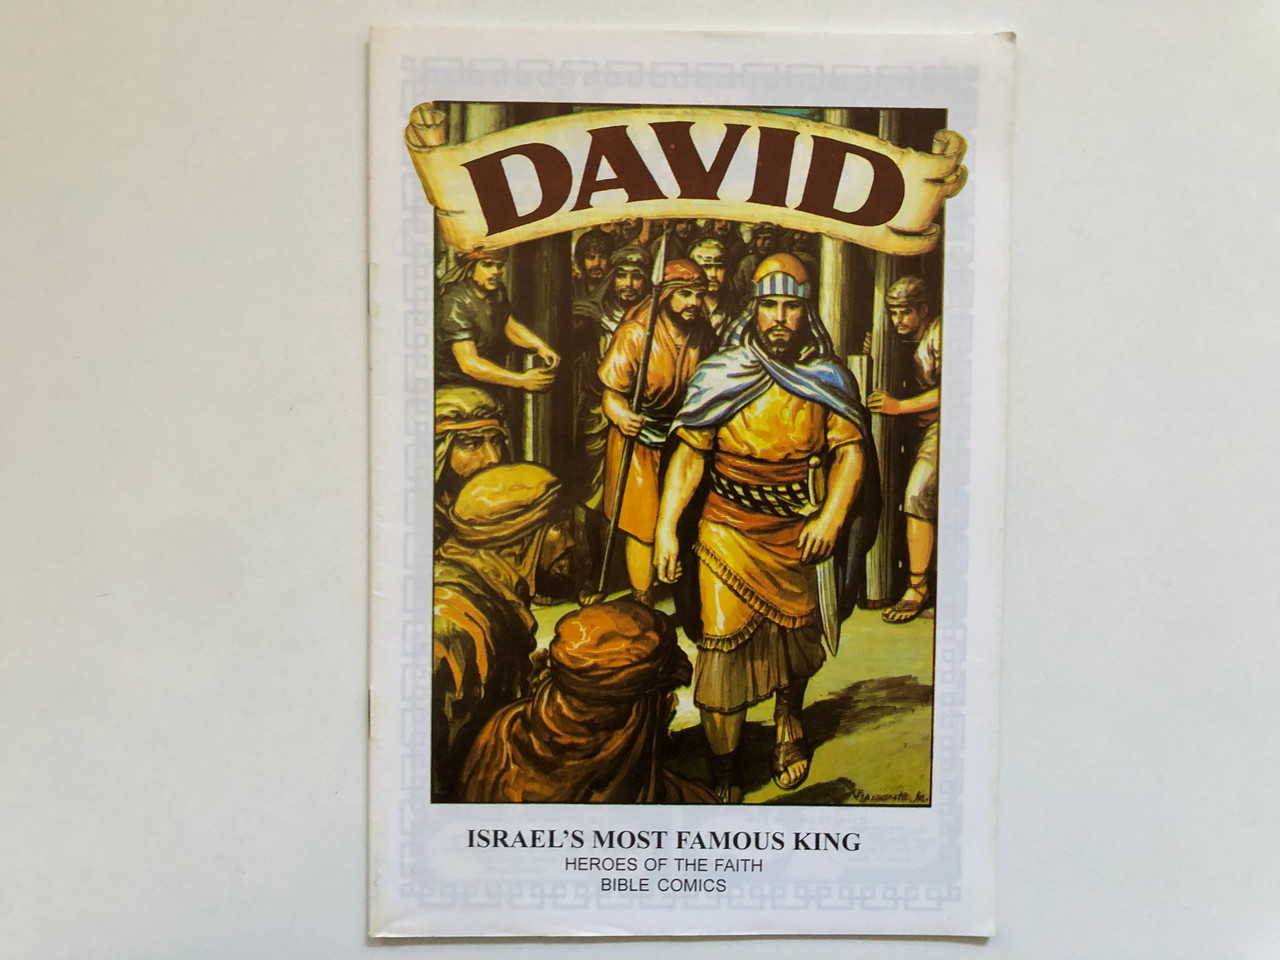 DAVID
ISRAEL'S MOST FAMOUS KING
HEROES OF THE FAITH
BIBLE COMICS